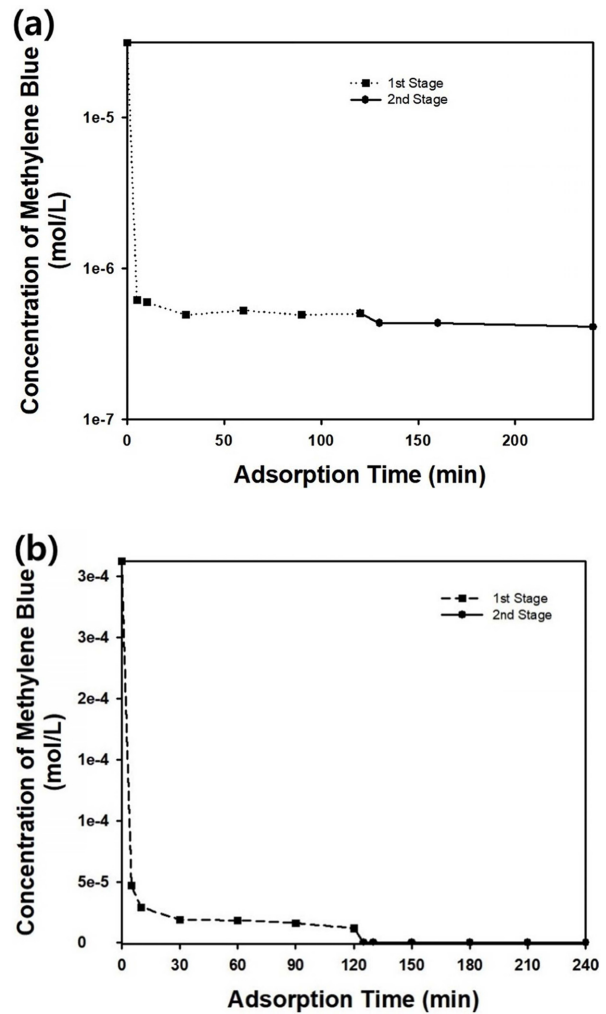 (a)
Concentration of Methylene Blue
(mol/L)
1e-5
1e-6
1e-7
1st Stage
2nd Stage
0 50 100 150 200
Adsorption Time (min)
(b)
Concentration of Methylene Blue
(mol/L)
3e-4
3e-4
2e-4
1e-4
1e-4
5e-5
0
1st Stage
2nd Stage
0 30 60 90 120 150 180 210 240
Adsorption Time (min)